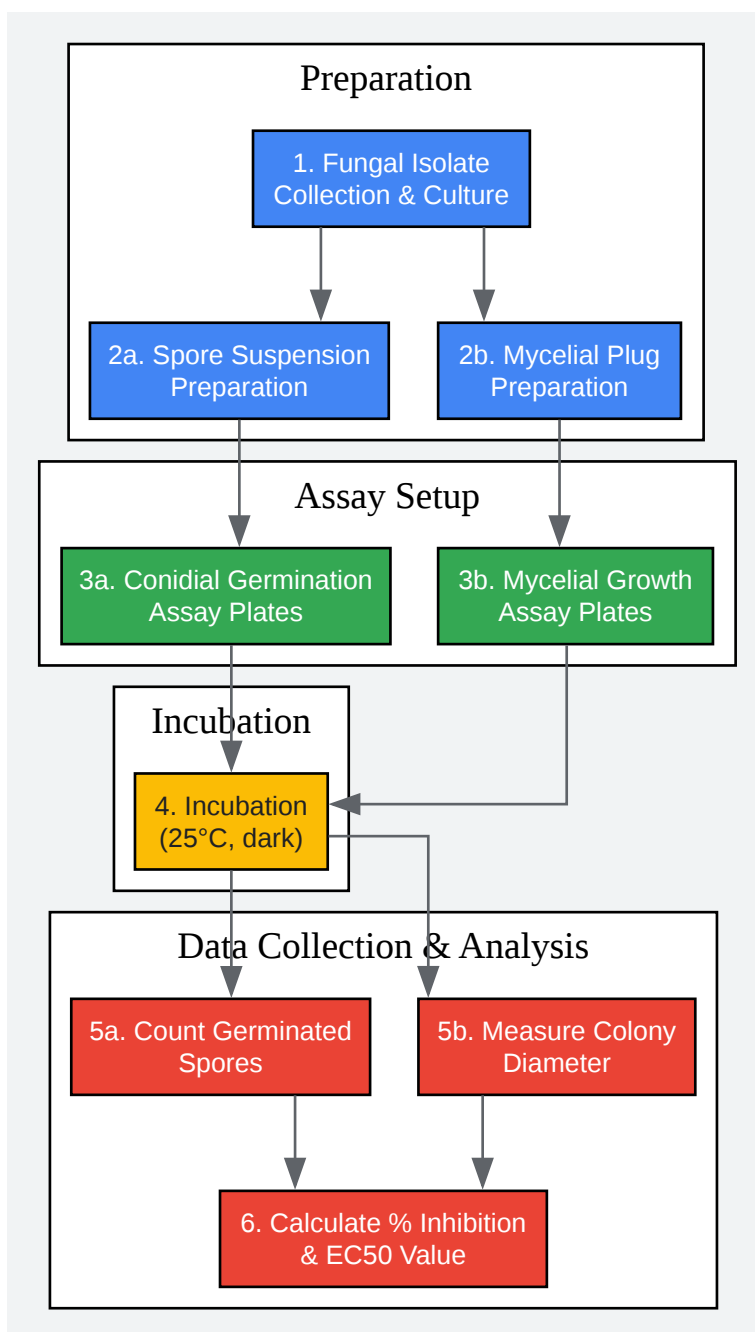 Preparation
1. Fungal Isolate
Collection & Culture
2a. Spore Suspension
Preparation
2b. Mycelial Plug
Preparation
Assay Setup
3a. Conidial Germination
Assay Plates
3b. Mycelial Growth
Assay Plates
Incubation
4. Incubation
(25°C, dark)
Data Collection & Analysis
5a. Count Germinated
Spores
5b. Measure Colony
Diameter
6. Calculate % Inhibition
& EC50 Value